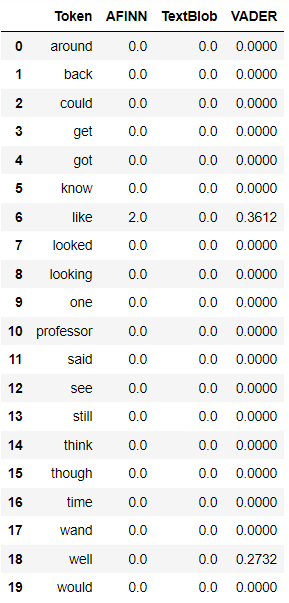 Token AFINN TextBlob VADER
0 around 0.0 0.0 0.0000
1 back 0.0 0.0 0.0000
2 could 0.0 0.0 0.0000
3 get 0.0 0.0 0.0000
4 got 0.0 0.0 0.0000
5 know 0.0 0.0 0.0000
6 like 2.0 0.0 0.3612
7 looked 0.0 0.0 0.0000
8 looking 0.0 0.0 0.0000
9 one 0.0 0.0 0.0000
10 professor 0.0 0.0 0.0000
11 said 0.0 0.0 0.0000
12 see 0.0 0.0 0.0000
13 still 0.0 0.0 0.0000
14 think 0.0 0.0 0.0000
15 though 0.0 0.0 0.0000
16 time 0.0 0.0 0.0000
17 wand 0.0 0.0 0.0000
18 well 0.0 0.0 0.2732
19 would 0.0 0.0 0.0000